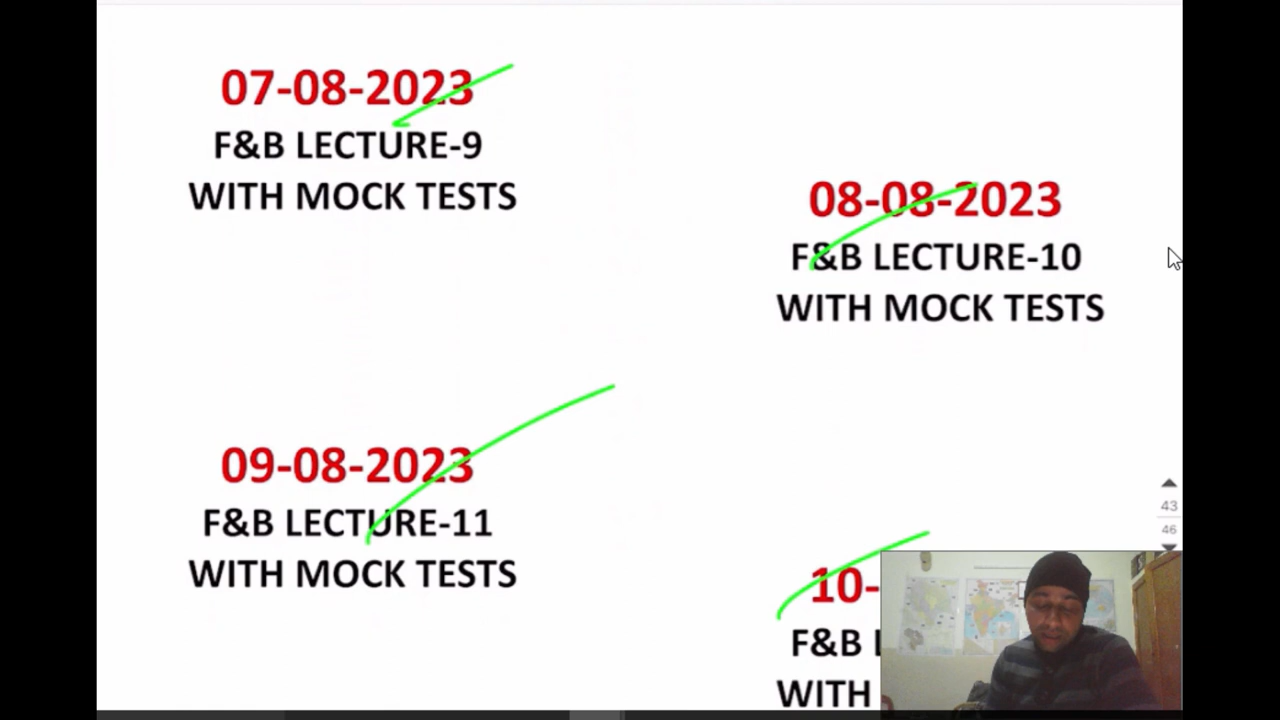 07-08-2023
F&B LECTURE-9
WITH MOCK TESTS
08-08-2023
F&B LECTURE-10
WITH MOCK TESTS
09-08-2023
F&B LECTURE-11
WITH MOCK TESTS
43
46
10-
F&B
WITH